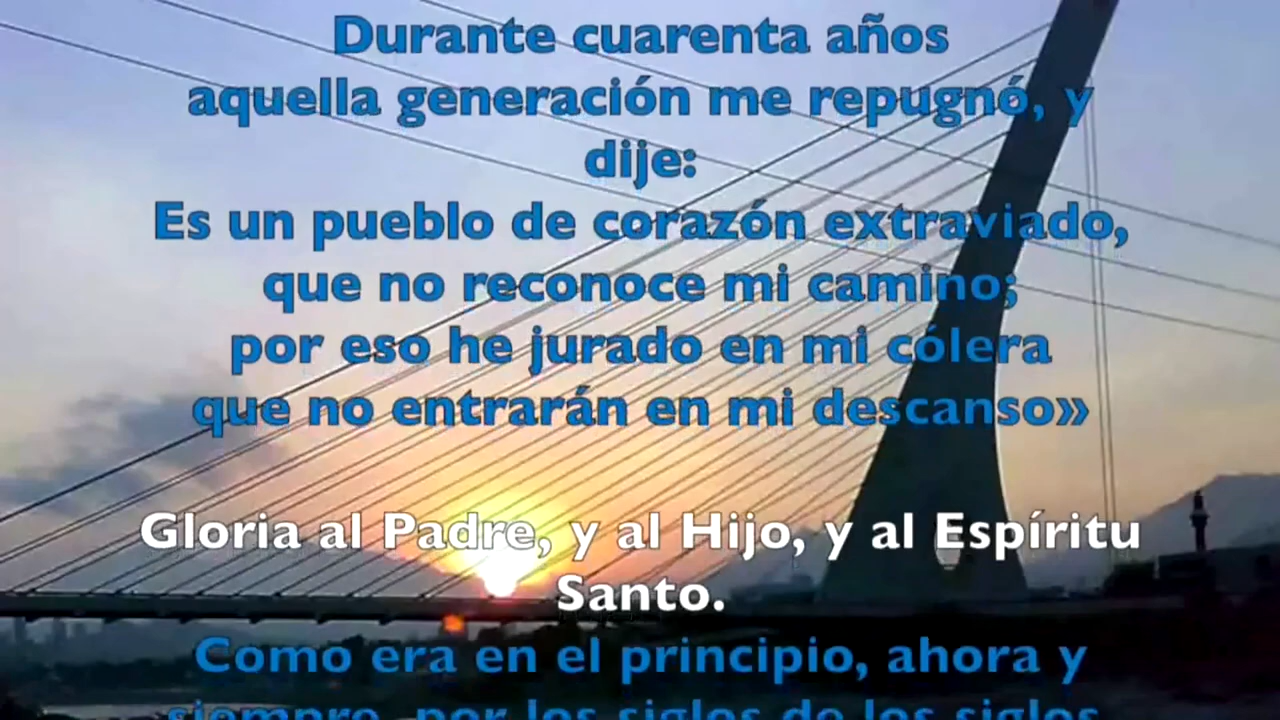 Durante cuarenta años
aquella generación me repugnó, y
dije:
Es un pueblo de corazón extraviado,
que no reconoce mi camino;
por eso he jurado en mi cólera
que no entrarán en mi descanso»
Gloria al Padre, y al Hijo, y al Espíritu
Santo.
Como era en el principio, ahora y
siempre, por los siglos de los siglos